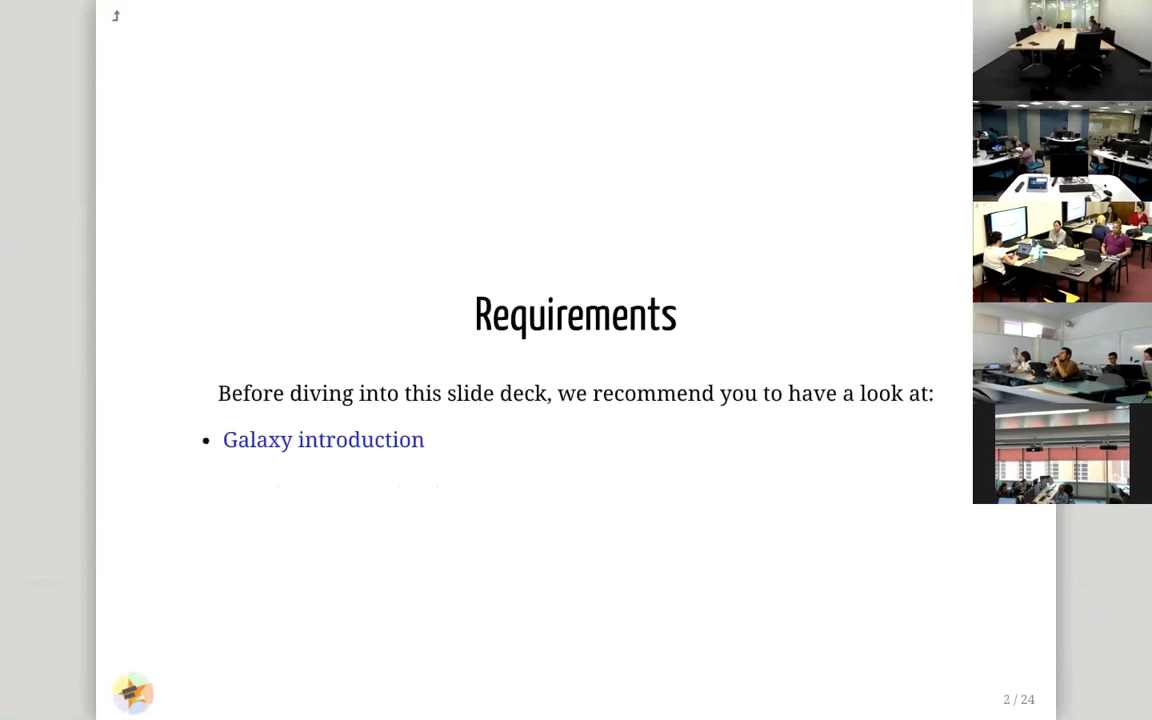 Requirements
Before diving into this slide deck, we recommend you to have a look at:
Galaxy introduction
2 / 24